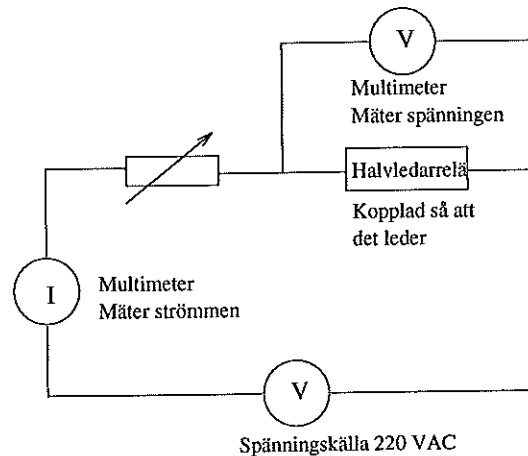 V
Multimeter
Mäter spänningen
Halvledarrelä
Kopplad så att
det leder
I
Multimeter
Mäter strömmen
V
Spänningskälla 220 VAC